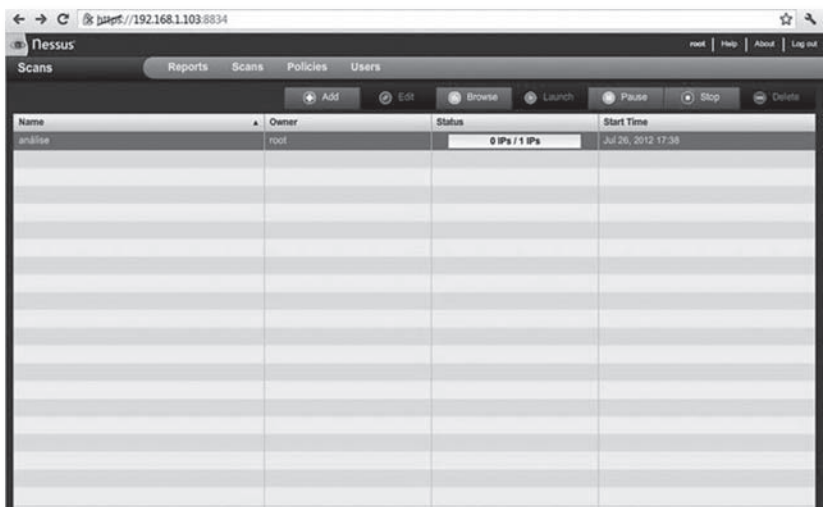 https://192.168.1.103:8834
nessus
root | Help | About | Log out
Scans
Reports Scans Policies Users
Add Edit Browse Launch Pause Stop Delete
Name Owner Status Start Time
análise root 0 IPs / 1 IPs Jul 26, 2012 17:38